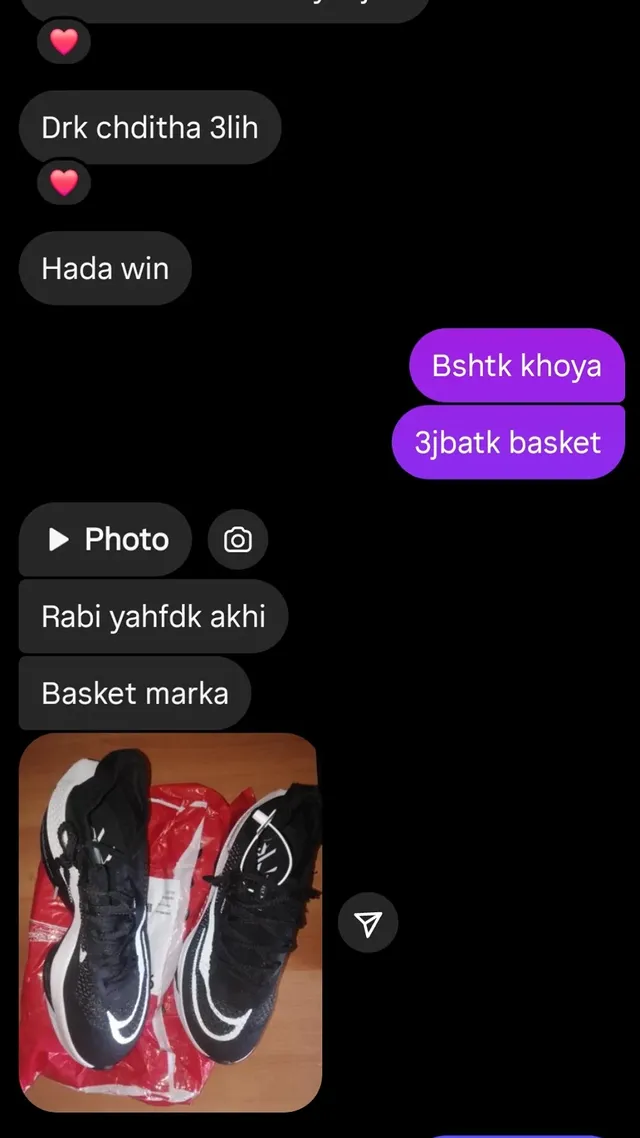 Drk chditha 3lih
Hada win
Bshtk khoya
3jbatk basket
Photo
Rabi yahfdk akhi
Basket marka